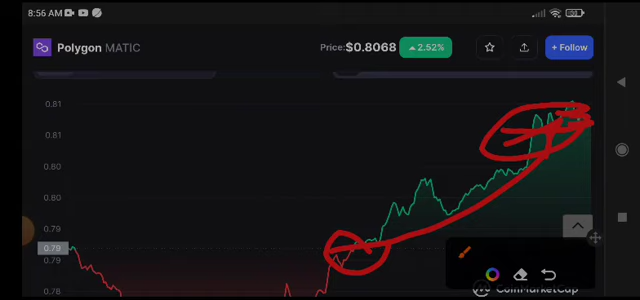 8:56 AM
Polygon MATIC
Price: $0.8068
2.52%
+ Follow
0.81
0.81
0.80
0.80
0.79
0.79
0.79
0.78
CoinMarketCap